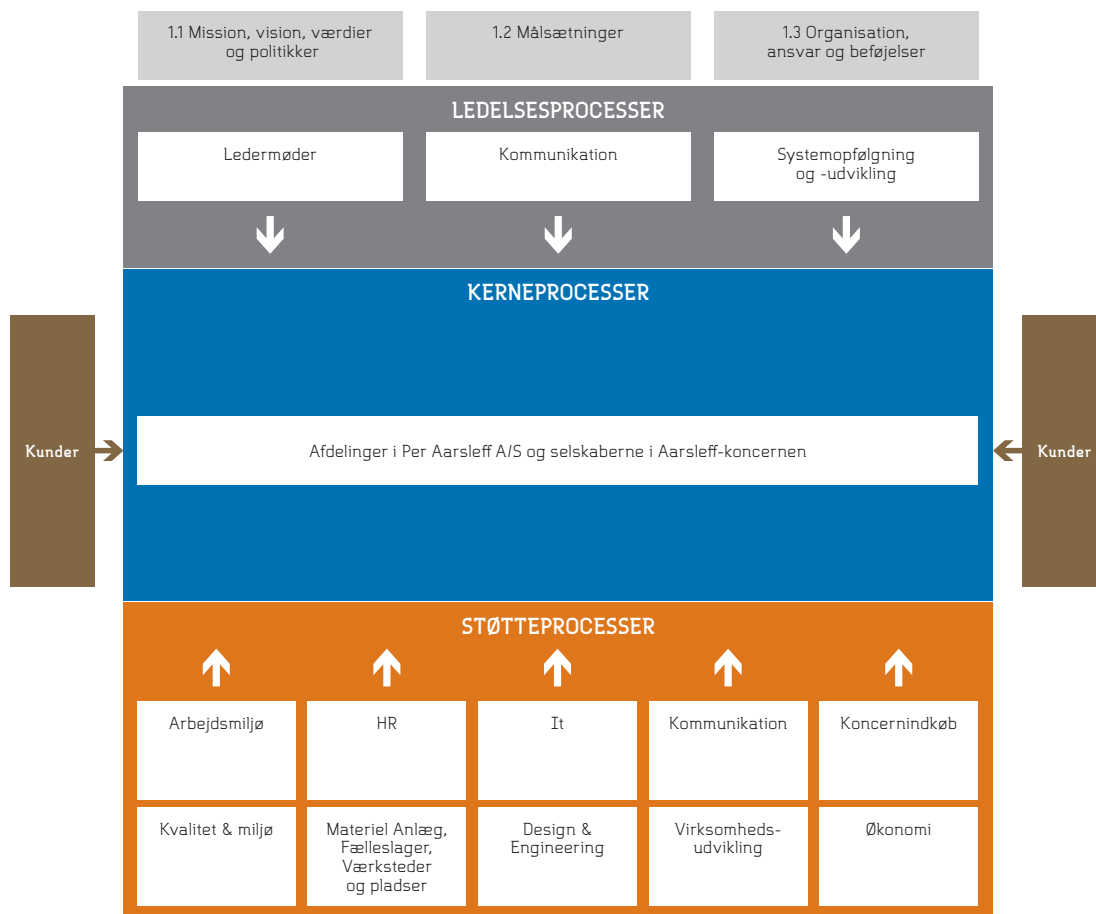 1.1 Mission, vision, værdier
og politikker
1.2 Målsætninger
1.3 Organisation,
ansvar og beføjelser
LEDELSESPROCESSER
Ledermøder
Kommunikation
Systemopfølgning
og -udvikling
KERNEPROCESSER
Kunder
Afdelinger i Per Aarsleff A/S og selskaberne i Aarsleff-koncernen
Kunder
STØTTEPROCESSER
Arbejdsmiljø
HR
It
Kommunikation
Koncernindkøb
Kvalitet & miljø
Materiel Anlæg,
Fælleslager,
Værksteder
og pladser
Design &
Engineering
Virksomheds-
udvikling
Økonomi